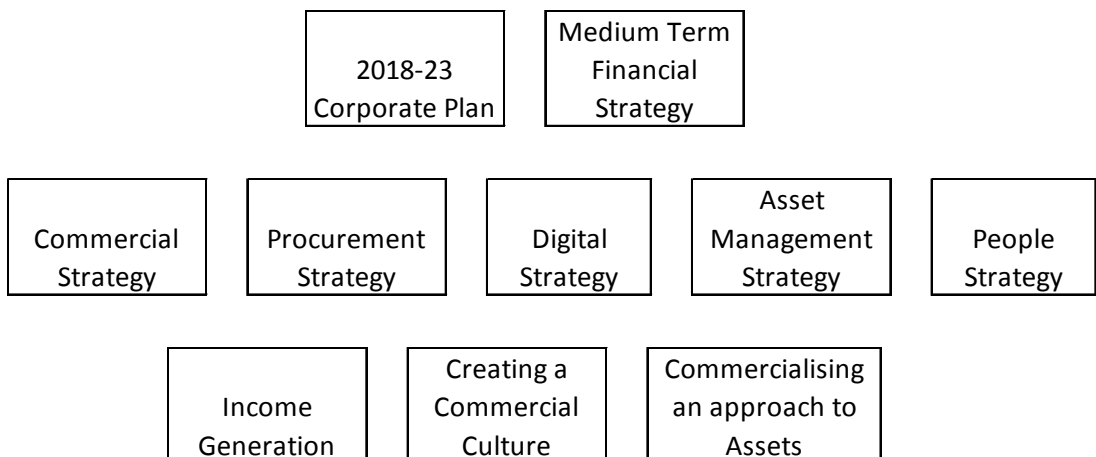 2018-23
Corporate Plan
Medium Term
Financial
Strategy
Commercial
Strategy
Procurement
Strategy
Digital
Strategy
Asset
Management
Strategy
People
Strategy
Income
Generation
Creating a
Commercial
Culture
Commercialising
an approach to
Assets